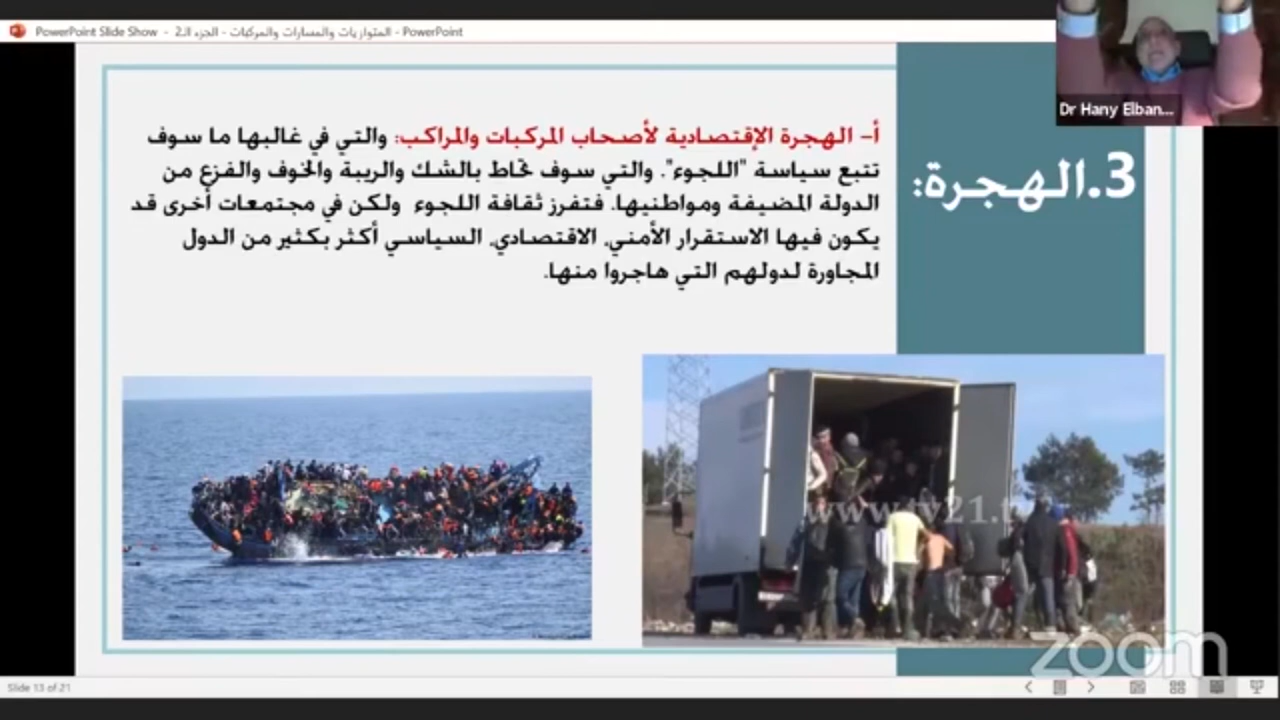 PowerPoint Slide Show - المتوازيات والمسارات والمركبات - الجزء الـ2 - PowerPoint
Dr Hany Elban...
3.الهجرة:
أ- الهجرة الإقتصادية لأصحاب المركبات والمراكب: والتي في غالبها ما سوف
تتبع سياسة "اللجوء". والتي سوف تحاط بالشك والريبة والخوف والفزع من
الدولة المضيفة ومواطنيها. فتفرز ثقافة اللجوء ولكن في مجتمعات أخرى قد
يكون فيها الاستقرار الأمني، الاقتصادي، السياسي أكثر بكثير من الدول
المجاورة لدولهم التي هاجروا منها.
www.tv21.t
zoom
Slide 13 of 21